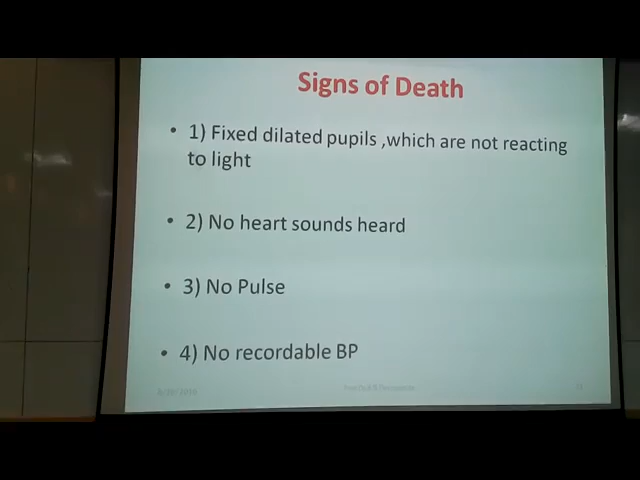 Signs of Death
• 1) Fixed dilated pupils ,which are not reacting
to light
• 2) No heart sounds heard
• 3) No Pulse
• 4) No recordable BP